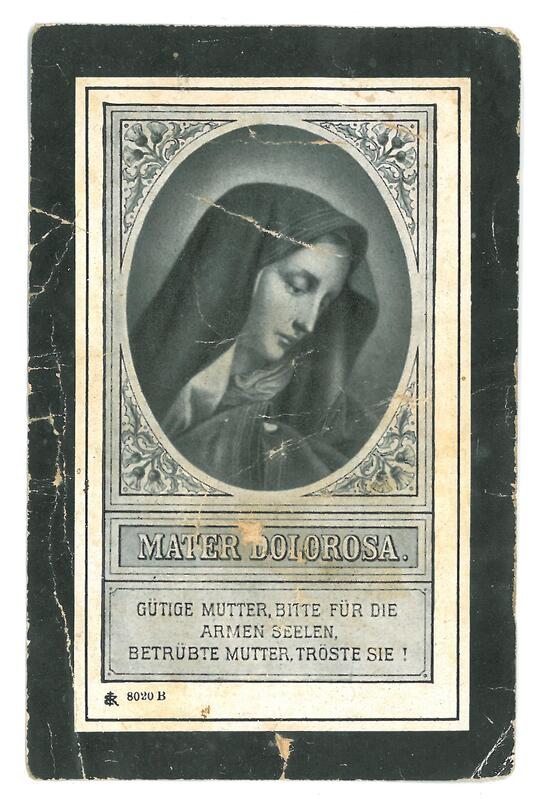 MATER DOLOROSA.
GÜTIGE MUTTER, BITTE FÜR DIE
ARMEN SEELEN,
BETRÜBTE MUTTER, TRÖSTE SIE !
8020 B